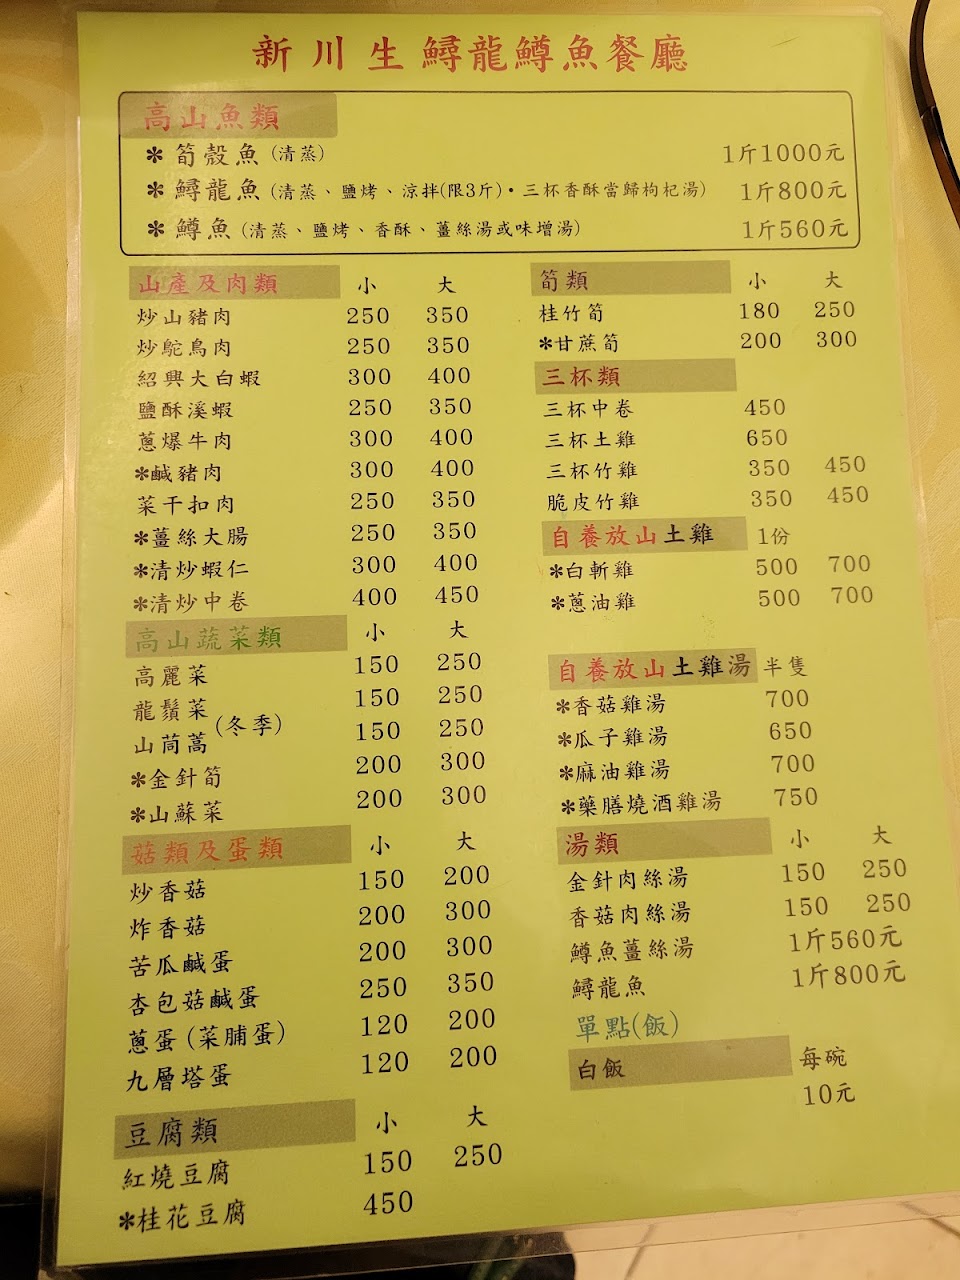 新川生鱘龍鱒魚餐廳
高山魚類
＊筍殼魚(清蒸) 1斤1000元
＊鱘龍魚(清蒸、鹽烤、涼拌(限3斤)・三杯香酥當歸枸杞湯) 1斤800元
＊鱒魚(清蒸、鹽烤、香酥、薑絲湯或味增湯) 1斤560元
山產及肉類 小 大
炒山豬肉 250 350
炒鴕鳥肉 250 350
紹興大白蝦 300 400
鹽酥溪蝦 250 350
蔥爆牛肉 300 400
＊鹹豬肉 300 400
菜干扣肉 250 350
＊薑絲大腸 250 350
＊清炒蝦仁 300 400
＊清炒中卷 400 450
高山蔬菜類 小 大
高麗菜 150 250
龍鬚菜 150 250
(冬季)
山茼蒿 150 250
＊金針筍 200 300
＊山蘇菜 200 300
菇類及蛋類 小 大
炒香菇 150 200
炸香菇 200 300
苦瓜鹹蛋 200 300
杏包菇鹹蛋 250 350
蔥蛋(菜脯蛋) 120 200
九層塔蛋 120 200
豆腐類 小 大
紅燒豆腐 150 250
＊桂花豆腐 450
筍類 小 大
桂竹筍 180 250
＊甘蔗筍 200 300
三杯類
三杯中卷 450
三杯土雞 650
三杯竹雞 350 450
脆皮竹雞 350 450
自養放山土雞 1份
＊白斬雞 500 700
＊蔥油雞 500 700
自養放山土雞湯 半隻
＊香菇雞湯 700
＊瓜子雞湯 650
＊麻油雞湯 700
＊藥膳燒酒雞湯 750
湯類 小 大
金針肉絲湯 150 250
香菇肉絲湯 150 250
鱒魚薑絲湯 1斤560元
鱘龍魚 1斤800元
單點(飯)
白飯 每碗
10元